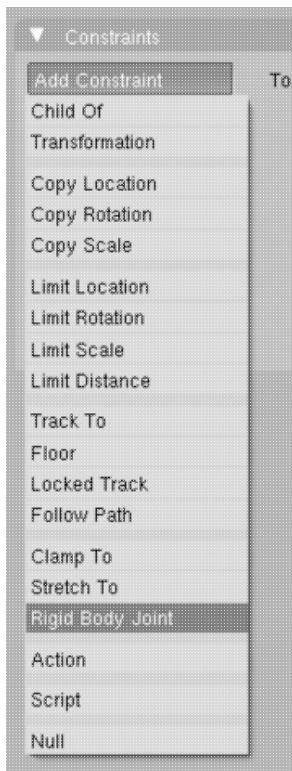 Constraints
Add Constraint To
Child Of
Transformation
Copy Location
Copy Rotation
Copy Scale
Limit Location
Limit Rotation
Limit Scale
Limit Distance
Track To
Floor
Locked Track
Follow Path
Clamp To
Stretch To
Rigid Body Joint
Action
Script
Null